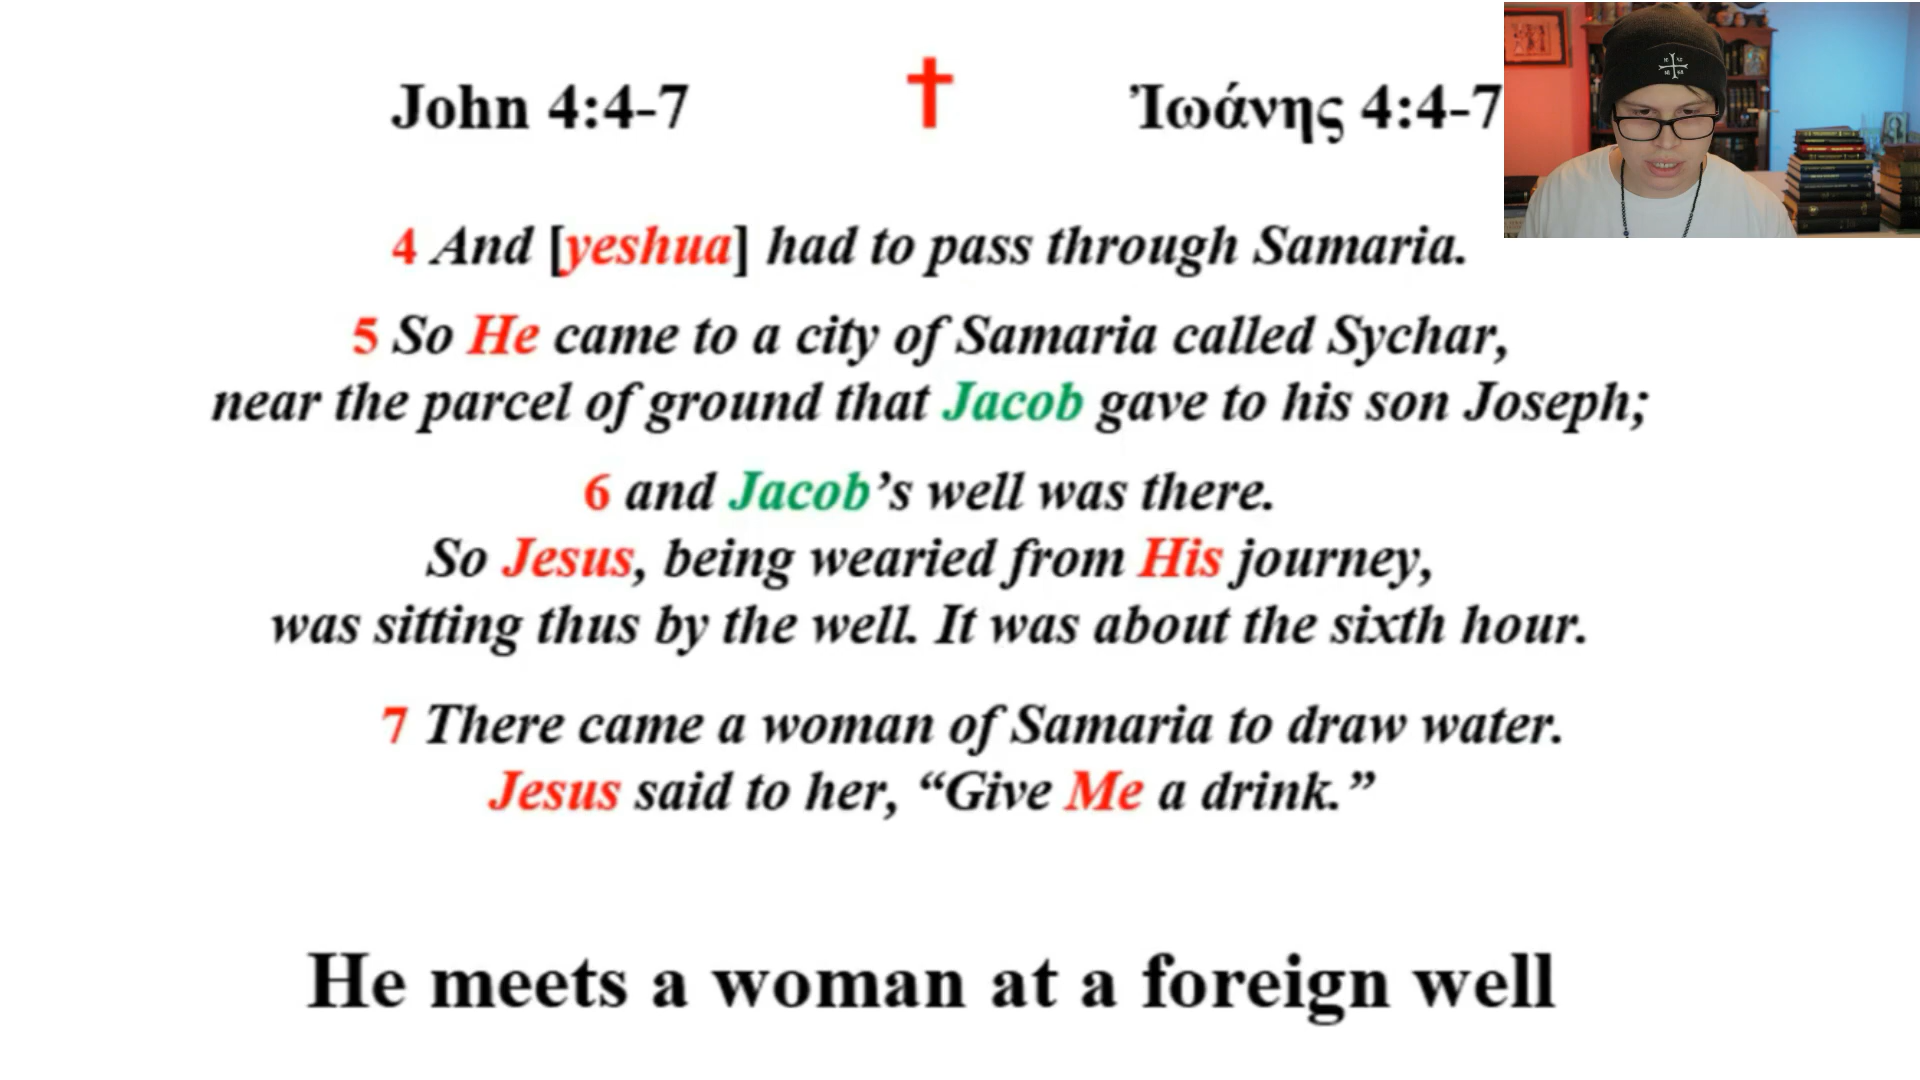 John 4:4-7
Ἰωάνης 4:4-7
4 And [yeshua] had to pass through Samaria.
5 So He came to a city of Samaria called Sychar,
near the parcel of ground that Jacob gave to his son Joseph;
6 and Jacob’s well was there.
So Jesus, being wearied from His journey,
was sitting thus by the well. It was about the sixth hour.
7 There came a woman of Samaria to draw water.
Jesus said to her, “Give Me a drink.”
He meets a woman at a foreign well